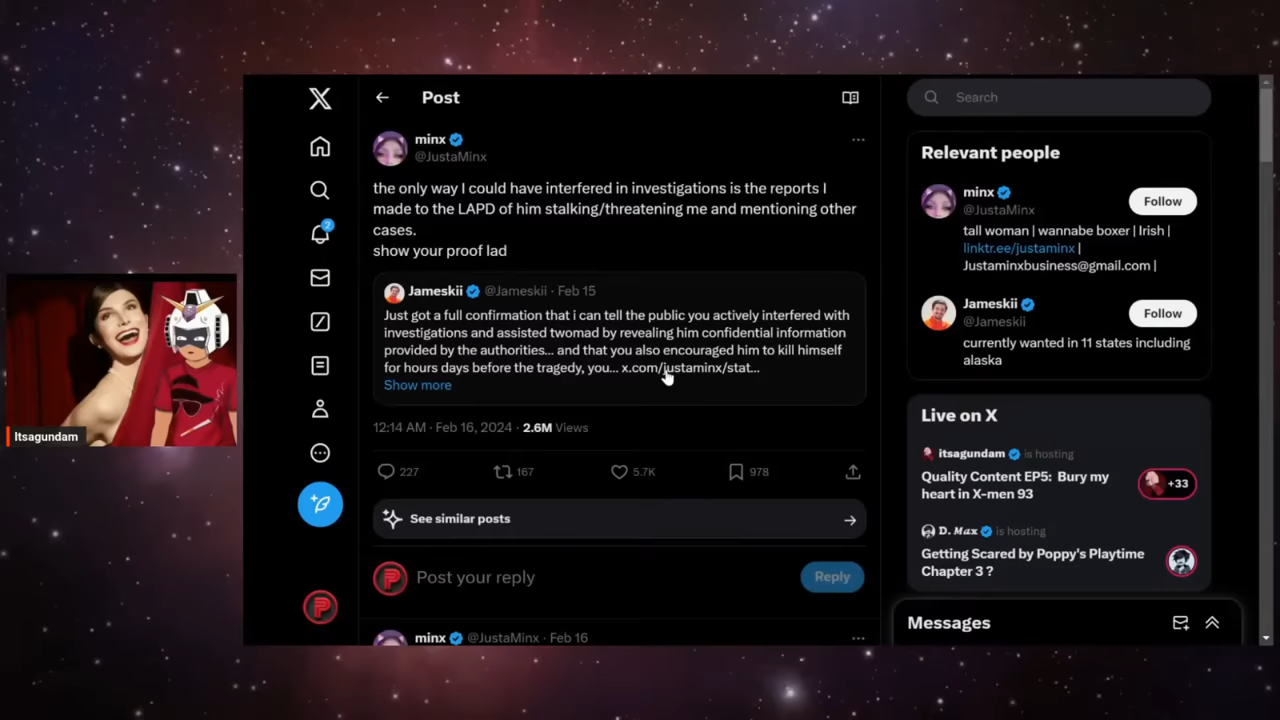 Post
Search
minx
@JustaMinx
the only way I could have interfered in investigations is the reports I
made to the LAPD of him stalking/threatening me and mentioning other
cases.
show your proof lad
Jameskii @Jameskii · Feb 15
Just got a full confirmation that i can tell the public you actively interfered with
investigations and assisted twomad by revealing him confidential information
provided by the authorities... and that you also encouraged him to kill himself
for hours days before the tragedy, you... x.com/justaminx/stat...
Show more
12:14 AM · Feb 16, 2024 · 2.6M Views
227 167 5.7K 978
See similar posts
Post your reply
Reply
minx @JustaMinx · Feb 16
2
Relevant people
minx
@JustaMinx
Follow
tall woman | wannabe boxer | Irish |
linktr.ee/justaminx |
Justaminxbusiness@gmail.com |
Jameskii
@Jameskii
Follow
currently wanted in 11 states including
alaska
Live on X
itsagundam is hosting
Quality Content EP5: Bury my
heart in X-men 93
+33
D. Max is hosting
Getting Scared by Poppy's Playtime
Chapter 3 ?
Messages
Itsagundam